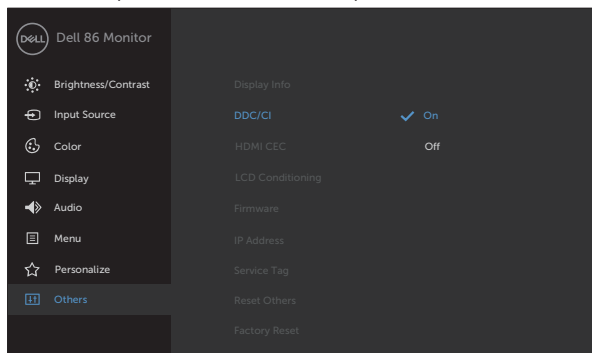 DELL
Dell 86 Monitor
Brightness/Contrast
Display Info
Input Source
DDC/CI
On
Color
HDMI CEC
Off
Display
LCD Conditioning
Audio
Firmware
Menu
IP Address
Personalize
Service Tag
Others
Reset Others
Factory Reset